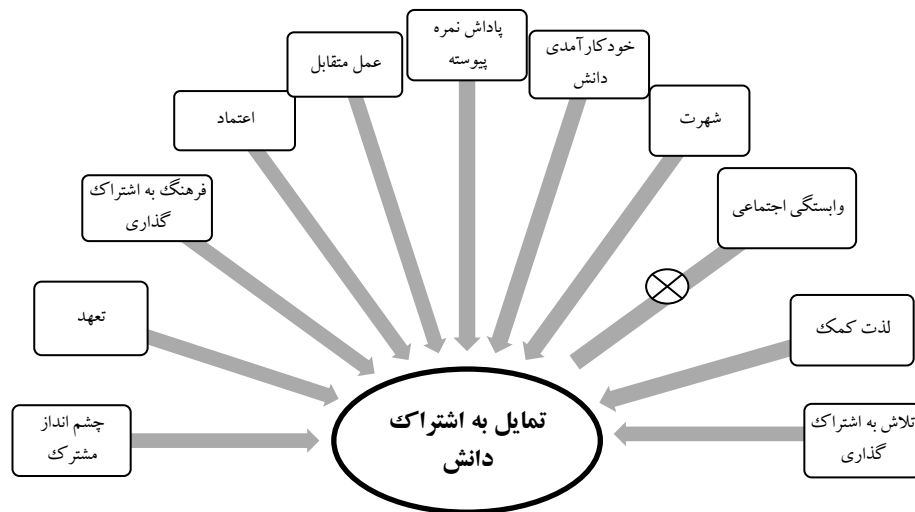 پاداش نمره
پیوسته
خودکارآمدی
دانش
عمل متقابل
شهرت
اعتماد
وابستگی اجتماعی
فرهنگ به اشتراک
گذاری
لذت کمک
تعهد
تلاش به اشتراک
گذاری
چشم انداز
مشترک
تمایل به اشتراک
دانش